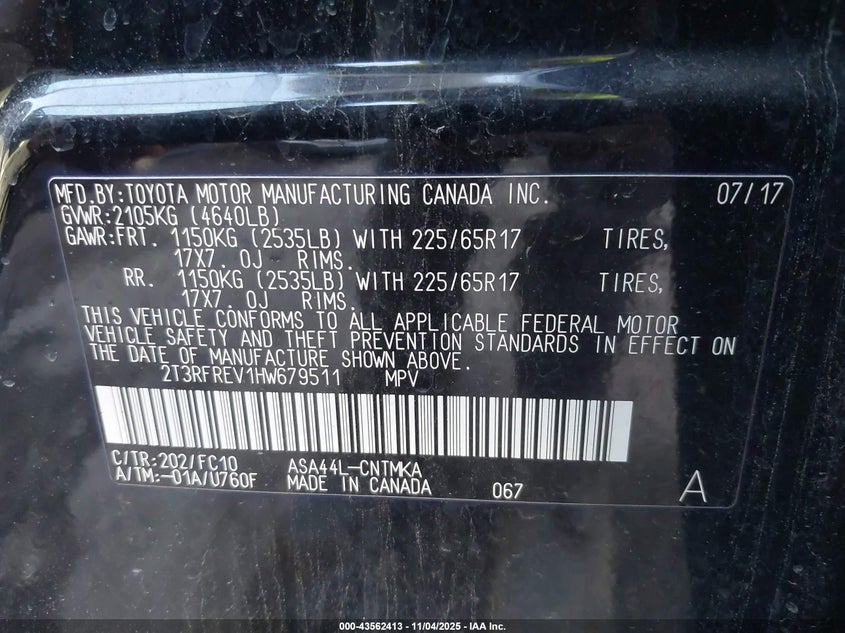 MFD.BY:TOYOTA MOTOR MANUFACTURING CANADA INC. 07/17
GVWR:2105KG (4640LB)
GAWR:FRT. 1150KG (2535LB) WITH 225/65R17 TIRES,
17X7.0J RIMS.
RR. 1150KG (2535LB) WITH 225/65R17 TIRES,
17X7.0J RIMS.
THIS VEHICLE CONFORMS TO ALL APPLICABLE FEDERAL MOTOR
VEHICLE SAFETY AND THEFT PREVENTION STANDARDS IN EFFECT ON
THE DATE OF MANUFACTURE SHOWN ABOVE.
2T3RFREV1HW679511 MPV
C/TR:202/FC10 ASA44L-CNTMKA
A/TM:-01A/U760F MADE IN CANADA 067 A
000-43562413 - 11/04/2025 - IAA Inc.